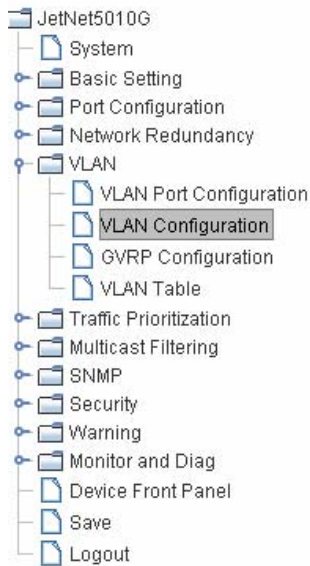 JetNet5010G
System
Basic Setting
Port Configuration
Network Redundancy
VLAN
VLAN Port Configuration
VLAN Configuration
GVRP Configuration
VLAN Table
Traffic Prioritization
Multicast Filtering
SNMP
Security
Warning
Monitor and Diag
Device Front Panel
Save
Logout